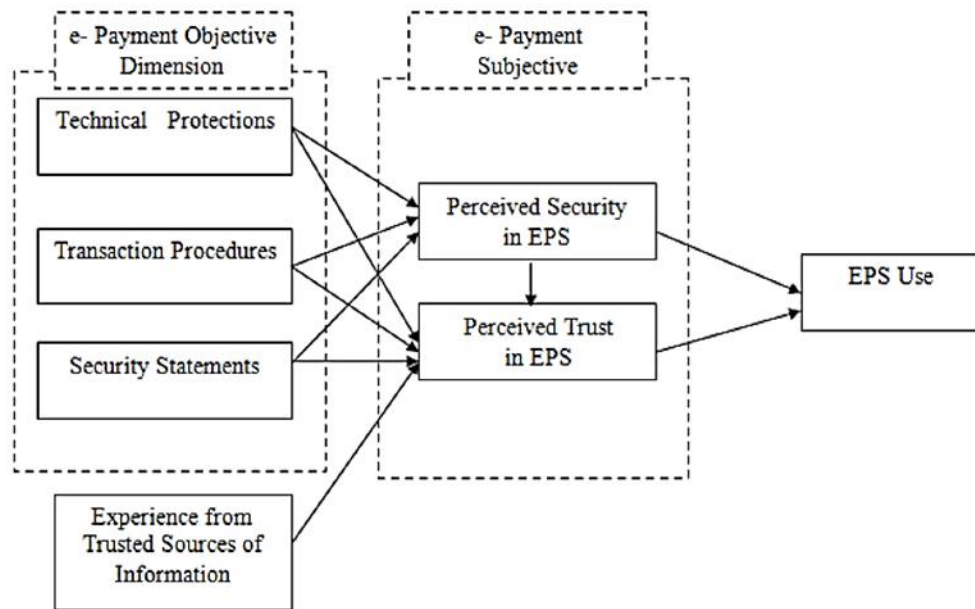 e- Payment Objective
Dimension
Technical Protections
Transaction Procedures
Security Statements
Experience from
Trusted Sources of
Information
e- Payment
Subjective
Perceived Security
in EPS
Perceived Trust
in EPS
EPS Use